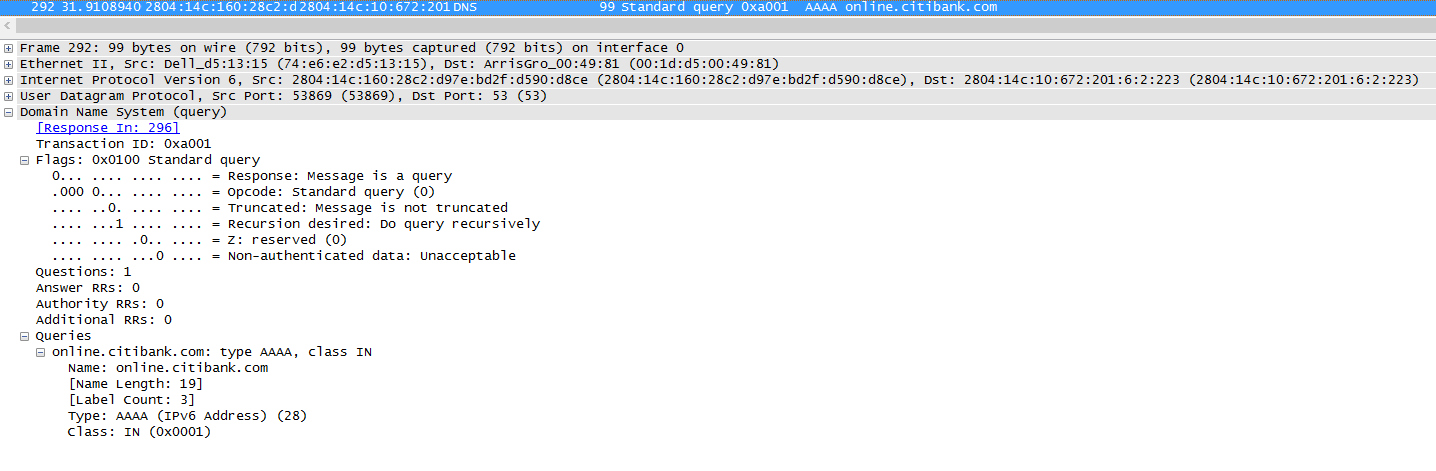 292 31.9108940 2804:14c:160:28c2:d 2804:14c:10:672:201 DNS 99 Standard query 0xa001 AAAA online.citibank.com
Frame 292: 99 bytes on wire (792 bits), 99 bytes captured (792 bits) on interface 0
Ethernet II, Src: Dell_d5:13:15 (74:e6:e2:d5:13:15), Dst: ArrisGro_00:49:81 (00:1d:d5:00:49:81)
Internet Protocol Version 6, Src: 2804:14c:160:28c2:d97e:bd2f:d590:d8ce (2804:14c:160:28c2:d97e:bd2f:d590:d8ce), Dst: 2804:14c:10:672:201:6:2:223 (2804:14c:10:672:201:6:2:223)
User Datagram Protocol, Src Port: 53869 (53869), Dst Port: 53 (53)
Domain Name System (query)
[Response In: 296]
Transaction ID: 0xa001
Flags: 0x0100 Standard query
0... .... .... .... = Response: Message is a query
.000 0... .... .... = Opcode: Standard query (0)
.... ..0. .... .... = Truncated: Message is not truncated
.... ...1 .... .... = Recursion desired: Do query recursively
.... .... .0.. .... = Z: reserved (0)
.... .... ...0 .... = Non-authenticated data: Unacceptable
Questions: 1
Answer RRs: 0
Authority RRs: 0
Additional RRs: 0
Queries
online.citibank.com: type AAAA, class IN
Name: online.citibank.com
[Name Length: 19]
[Label Count: 3]
Type: AAAA (IPv6 Address) (28)
Class: IN (0x0001)